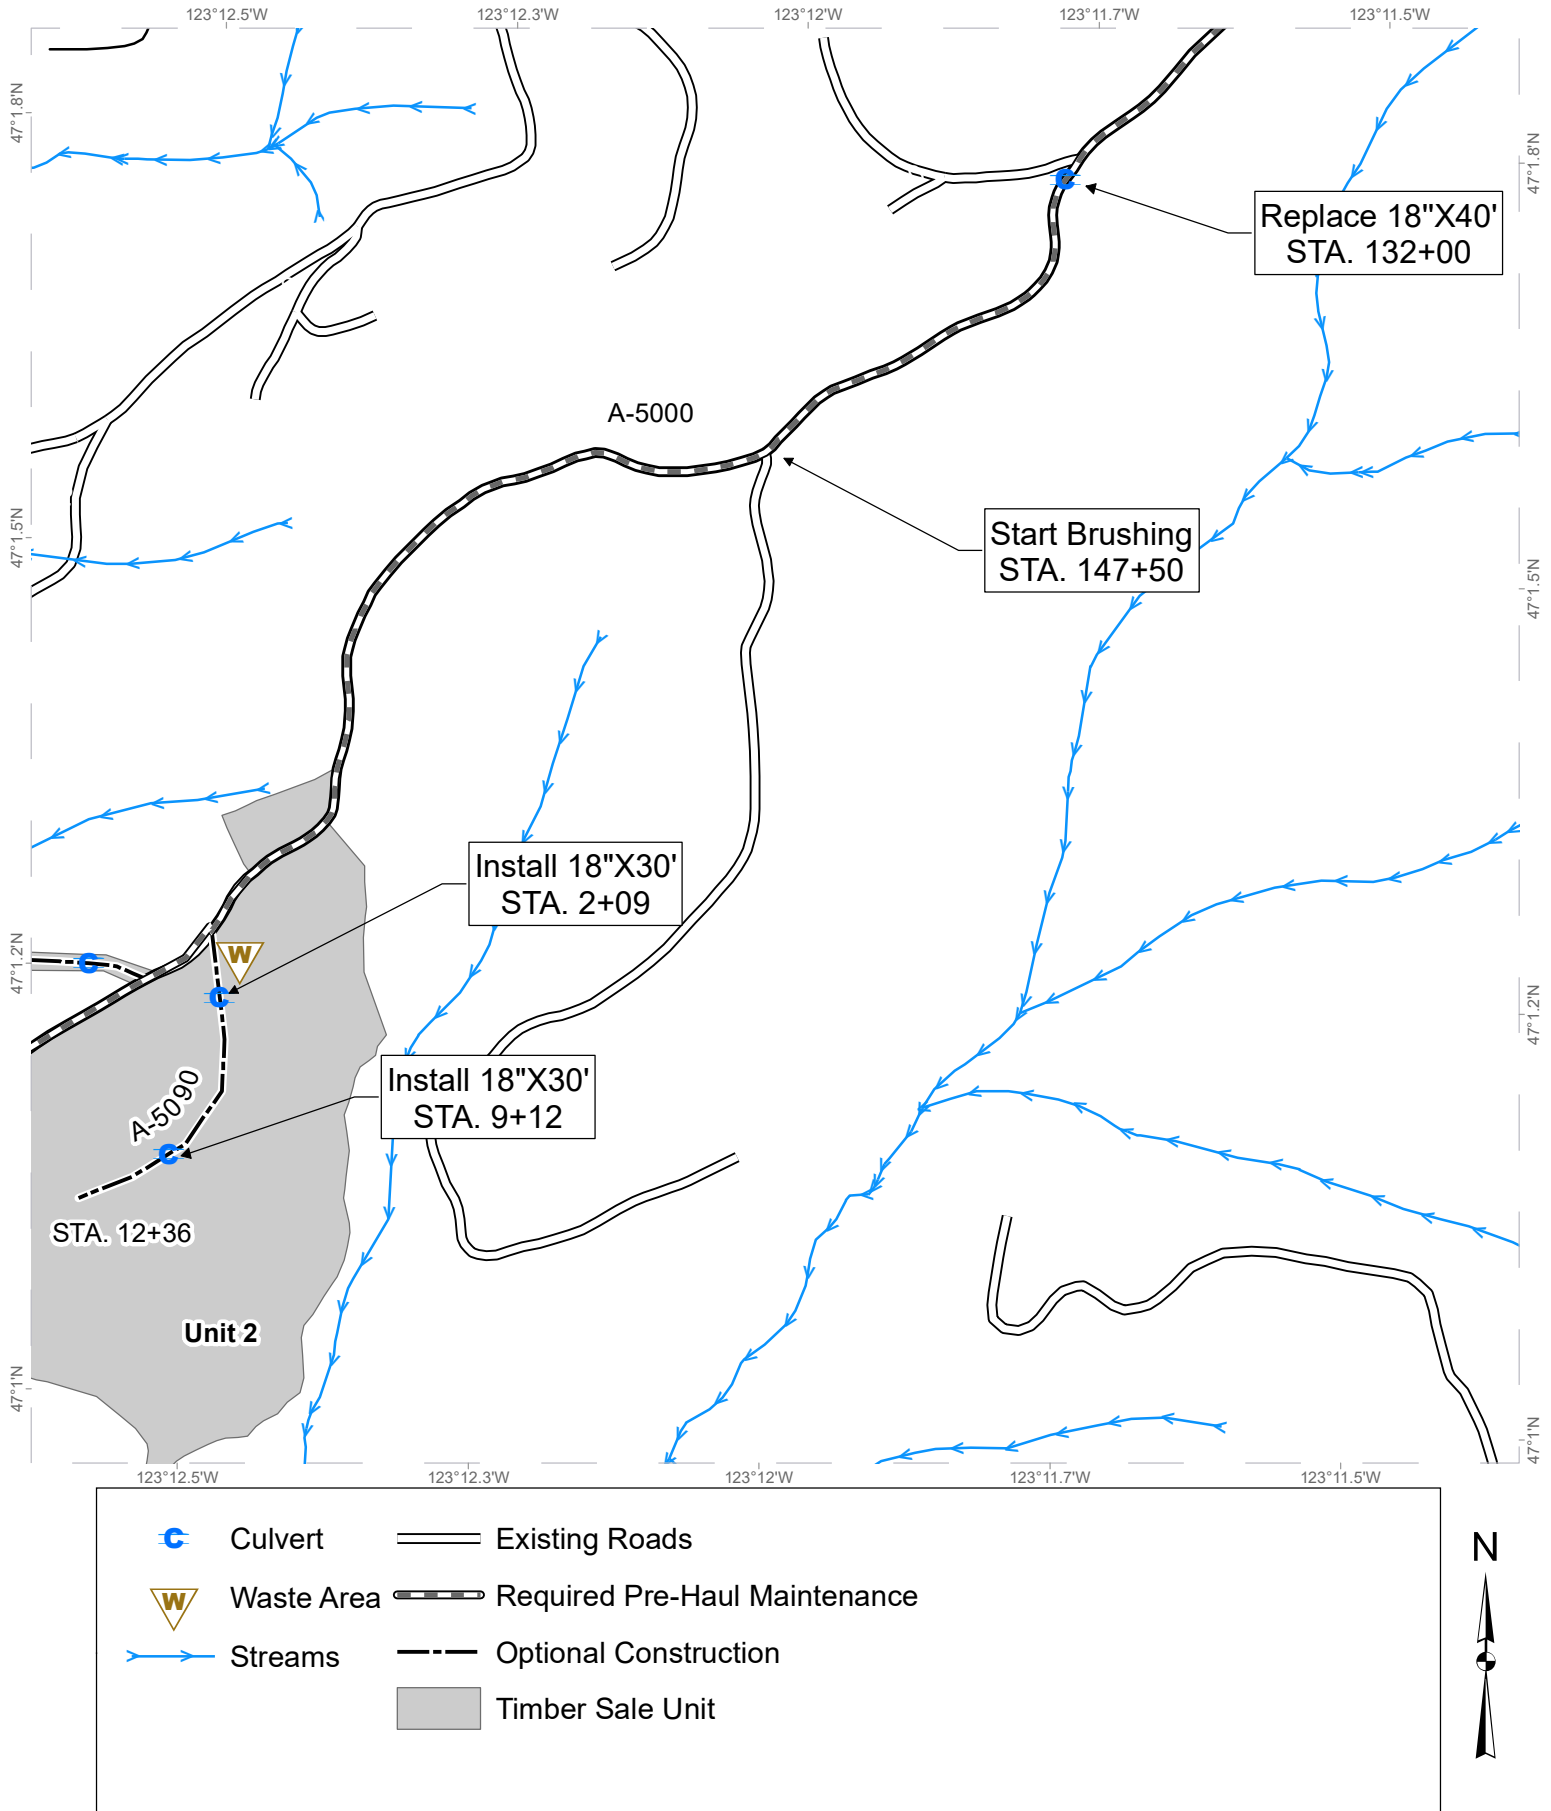 123°12.5'W
123°12.3'W
123°12'W
123°11.7'W
123°11.5'W
47°1.8'N
47°1.8'N
Replace 18"X40'
STA. 132+00
A-5000
Start Brushing
STA. 147+50
47°1.5'N
47°1.5'N
Install 18"X30'
STA. 2+09
W
C
C
C
C
47°1.2'N
47°1.2'N
A-5090
Install 18"X30'
STA. 9+12
STA. 12+36
Unit 2
47°1'N
47°1'N
123°12.5'W
123°12.3'W
123°12'W
123°11.7'W
123°11.5'W
C Culvert
Existing Roads
W Waste Area
Required Pre-Haul Maintenance
Streams
Optional Construction
Timber Sale Unit
N